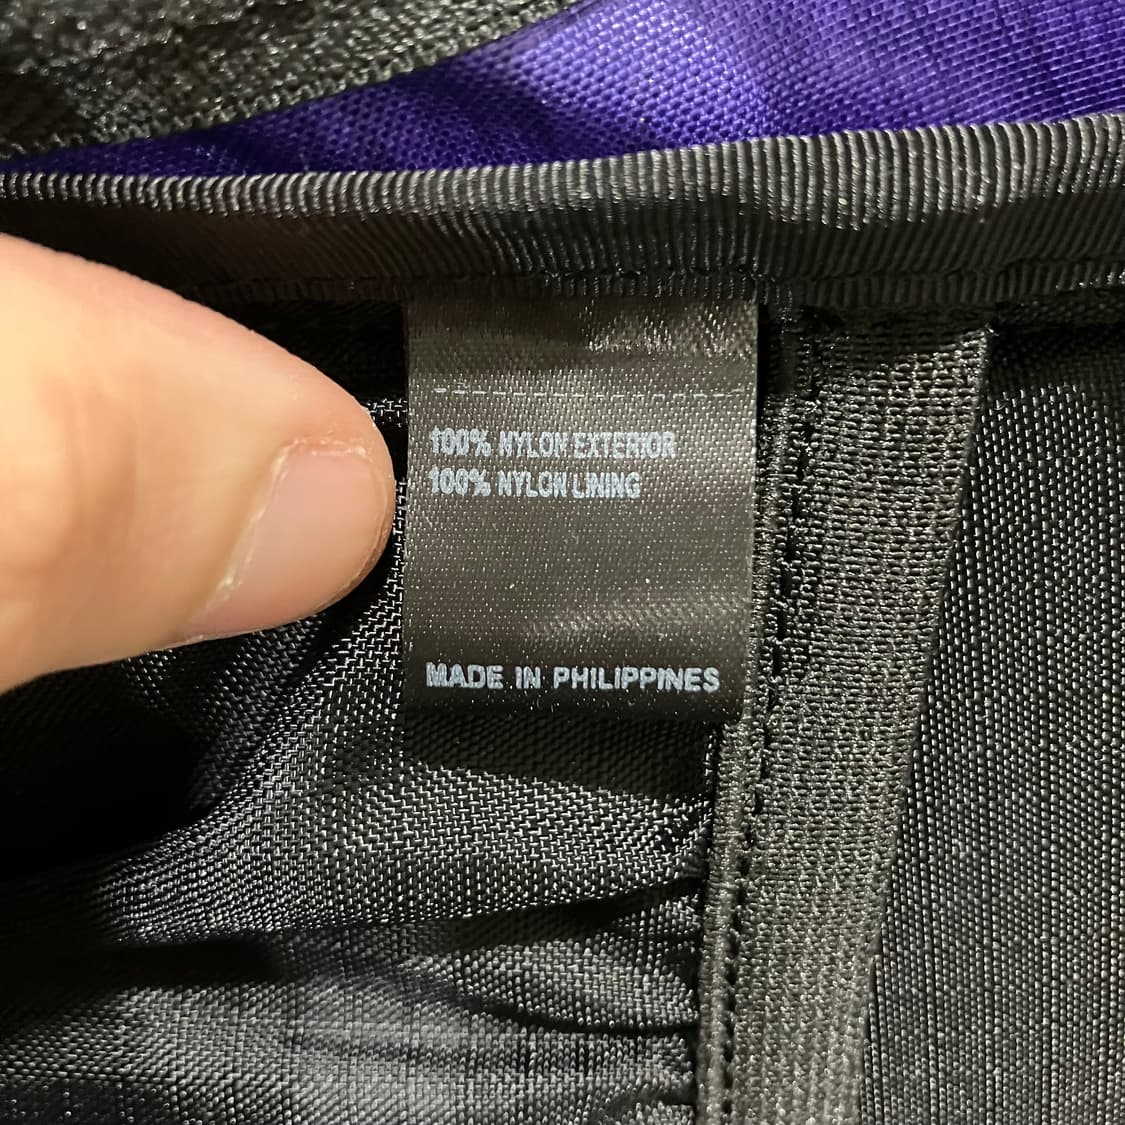 100% NYLON EXTERIOR
100% NYLON LINING
MADE IN PHILIPPINES